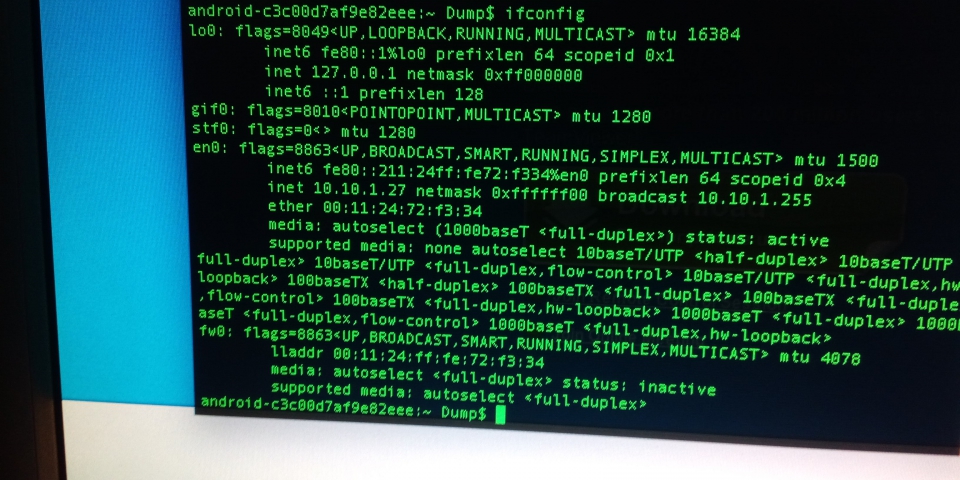 android-c3c00d7af9e82eee:~ Dump$ ifconfig
lo0: flags=8049<UP,LOOPBACK,RUNNING,MULTICAST> mtu 16384
inet6 fe80::1%lo0 prefixlen 64 scopeid 0x1
inet 127.0.0.1 netmask 0xff000000
inet6 ::1 prefixlen 128
gif0: flags=8010<POINTOPOINT,MULTICAST> mtu 1280
stf0: flags=0<> mtu 1280
en0: flags=8863<UP,BROADCAST,SMART,RUNNING,SIMPLEX,MULTICAST> mtu 1500
inet6 fe80::211:24ff:fe72:f334%en0 prefixlen 64 scopeid 0x4
inet 10.10.1.27 netmask 0xffffff00 broadcast 10.10.1.255
ether 00:11:24:72:f3:34
media: autoselect (1000baseT <full-duplex>) status: active
supported media: none autoselect 10baseT/UTP <half-duplex> 10baseT/UTP
full-duplex> 10baseT/UTP <full-duplex,flow-control> 10baseT/UTP <full-duplex,hw
loopback> 100baseTX <half-duplex> 100baseTX <full-duplex> 100baseTX <full-duple
,flow-control> 100baseTX <full-duplex,hw-loopback> 1000baseT <full-duplex> 1000
aseT <full-duplex,flow-control> 1000baseT <full-duplex,hw-loopback>
fw0: flags=8863<UP,BROADCAST,SMART,RUNNING,SIMPLEX,MULTICAST> mtu 4078
lladdr 00:11:24:ff:fe:72:f3:34
media: autoselect <full-duplex> status: inactive
supported media: autoselect <full-duplex>
android-c3c00d7af9e82eee:~ Dump$